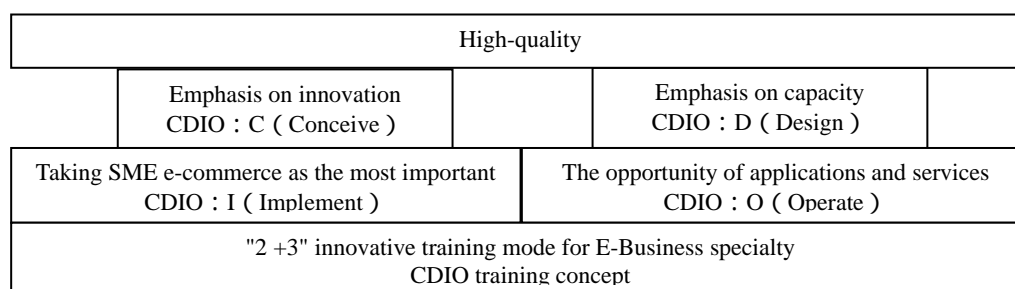 High-quality
Emphasis on innovation
CDIO：C（Conceive）
Emphasis on capacity
CDIO：D（Design）
Taking SME e-commerce as the most important
CDIO：I（Implement）
The opportunity of applications and services
CDIO：O（Operate）
"2 +3" innovative training mode for E-Business specialty
CDIO training concept